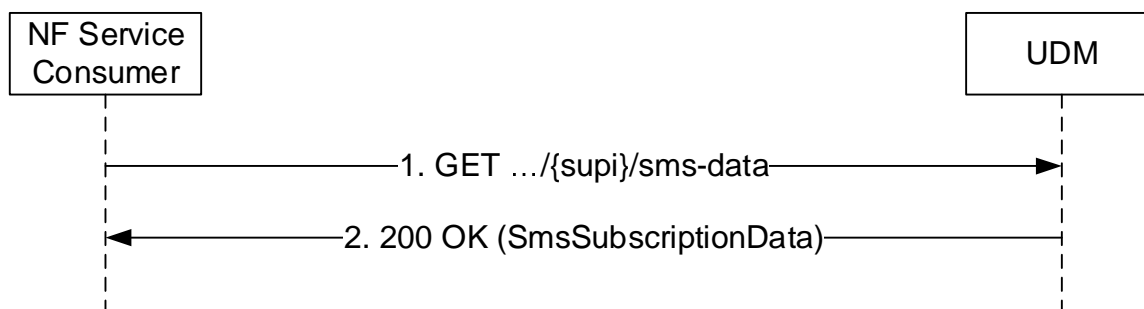 NF Service
Consumer
UDM
1. GET …/{supi}/sms-data
2. 200 OK (SmsSubscriptionData)